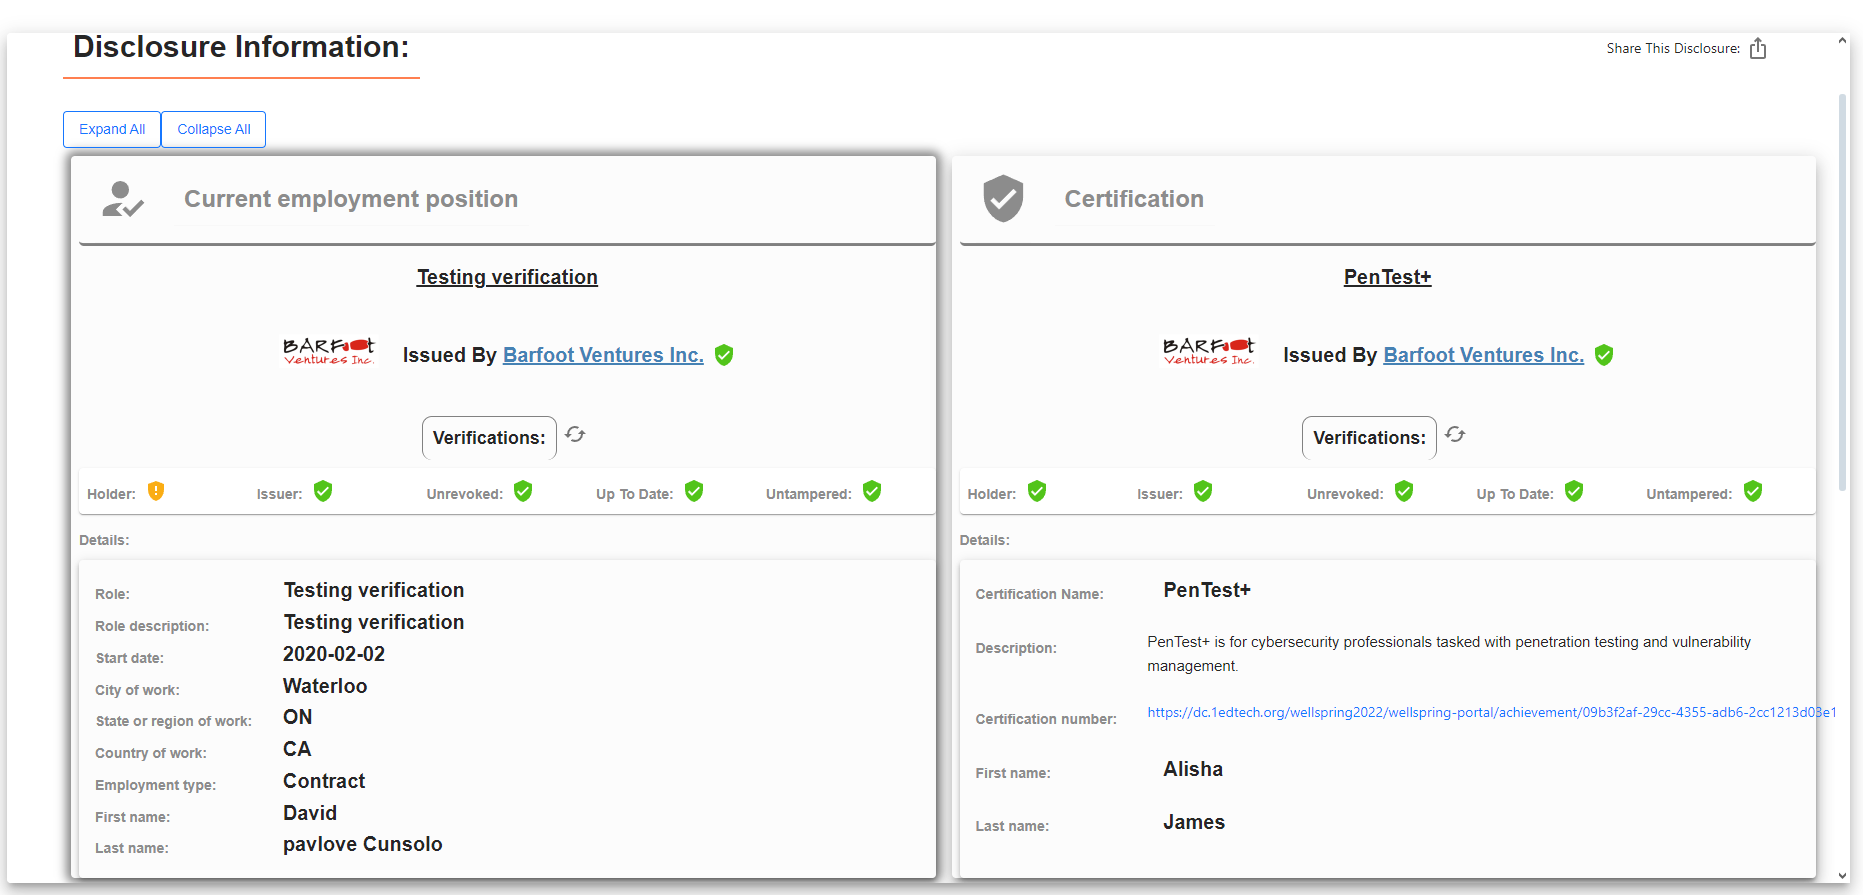 Disclosure Information:
Share This Disclosure:
Expand All
Collapse All
Current employment position
Testing verification
BARFoot
Ventures Inc.
Issued By Barfoot Ventures Inc.
Verifications:
Holder:
Issuer:
Unrevoked:
Up To Date:
Untampered:
Details:
Role: Testing verification
Role description: Testing verification
Start date: 2020-02-02
City of work: Waterloo
State or region of work: ON
Country of work: CA
Employment type: Contract
First name: David
Last name: pavlove Cunsolo
Certification
PenTest+
BARFoot
Ventures Inc.
Issued By Barfoot Ventures Inc.
Verifications:
Holder:
Issuer:
Unrevoked:
Up To Date:
Untampered:
Details:
Certification Name: PenTest+
Description: PenTest+ is for cybersecurity professionals tasked with penetration testing and vulnerability
management.
Certification number: https://dc.1edtech.org/wellspring2022/wellspring-portal/achievement/09b3f2af-29cc-4355-adb6-2cc1213d03e1
First name: Alisha
Last name: James